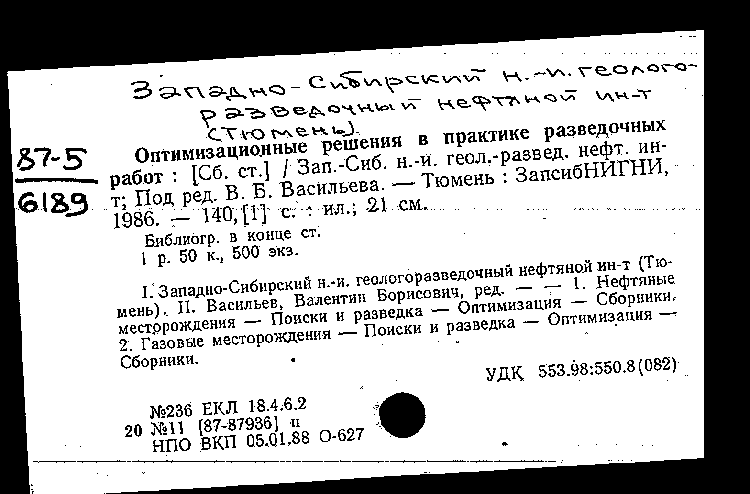 Западно-Сибирский н.-и. геолого-
разведочный нефтяной ин-т
(Тюмень).
87-5
6189
Оптимизационные решения в практике разведочных
работ : [Сб. ст.] / Зап.-Сиб. н.-и. геол.-развед. нефт. ин-
т; Под ред. В. Б. Васильева. — Тюмень : ЗапсибНИГНИ,
1986. — 140, [1] с. : ил.; 21 см.
Библиогр. в конце ст.
1 р. 50 к., 500 экз.
I. Западно-Сибирский н.-и. геологоразведочный нефтяной ин-т (Тю-
мень). II. Васильев, Валентин Борисович, ред. — — 1. Нефтяные
месторождения — Поиски и разведка — Оптимизация — Сборники.
2. Газовые месторождения — Поиски и разведка — Оптимизация —
Сборники.
УДК 553.98:550.8(082)
№236 ЕКЛ 18.4.6.2
20 №11 [87-87936] п
НПО ВКП 05.01.88 О-627